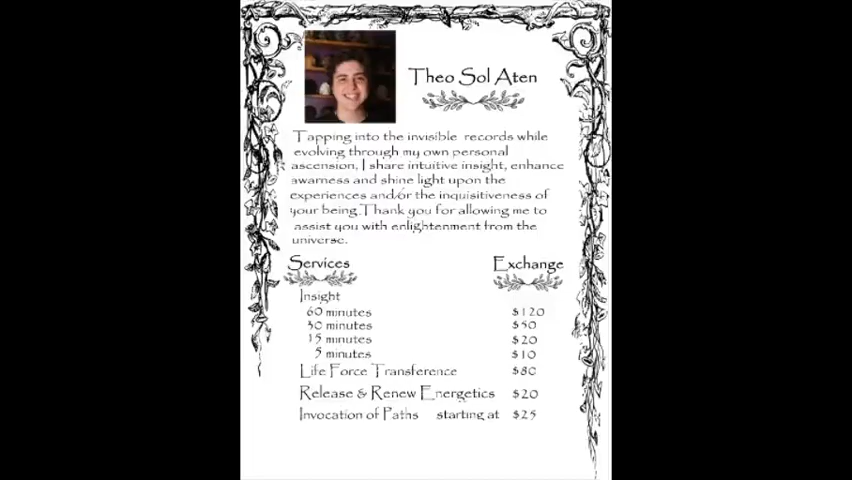 Theo Sol Aten
Tapping into the invisible records while
evolving through my own personal
ascension, I share intuitive insight, enhance
awarness and shine light upon the
experiences and/or the inquisitiveness of
your being.Thank you for allowing me to
assist you with enlightenment from the
universe.
Services Exchange
Insight
60 minutes $120
30 minutes $50
15 minutes $20
5 minutes $10
Life Force Transference $80
Release & Renew Energetics $20
Invocation of Paths starting at $25